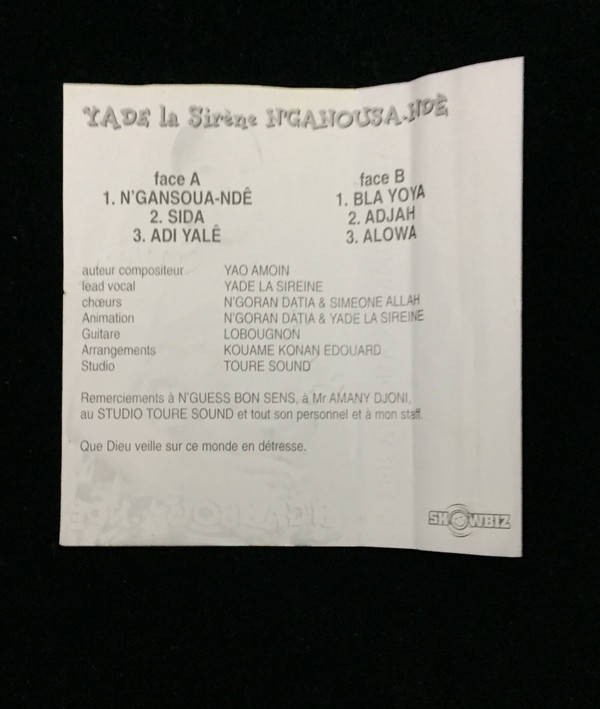 YADE la Sirène N'GANOUSA-NDÊ
face A
1. N'GANSOUA-NDÊ
2. SIDA
3. ADI YALÊ
face B
1. BLA YOYA
2. ADJAH
3. ALOWA
auteur compositeur YAO AMOIN
lead vocal YADE LA SIREINE
chœurs N'GORAN DATIA & SIMEONE ALLAH
Animation N'GORAN DATIA & YADE LA SIREINE
Guitare LOBOUGNON
Arrangements KOUAME KONAN EDOUARD
Studio TOURE SOUND
Remerciements à N'GUESS BON SENS, à Mr AMANY DJONI,
au STUDIO TOURE SOUND et tout son personnel et à mon staff.
Que Dieu veille sur ce monde en détresse.
SHOWBIZ